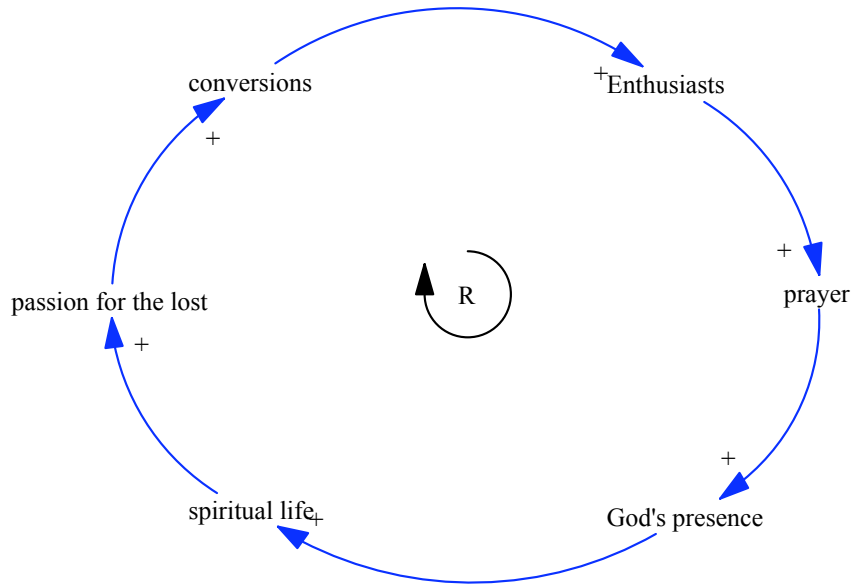 conversions
+
Enthusiasts
+
+
prayer
R
passion for the lost
+
+
spiritual life
+
God's presence